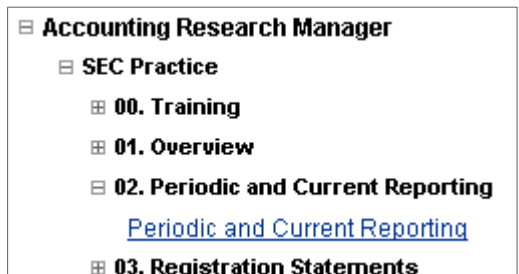 Accounting Research Manager
SEC Practice
00. Training
01. Overview
02. Periodic and Current Reporting
Periodic and Current Reporting
03. Registration Statements